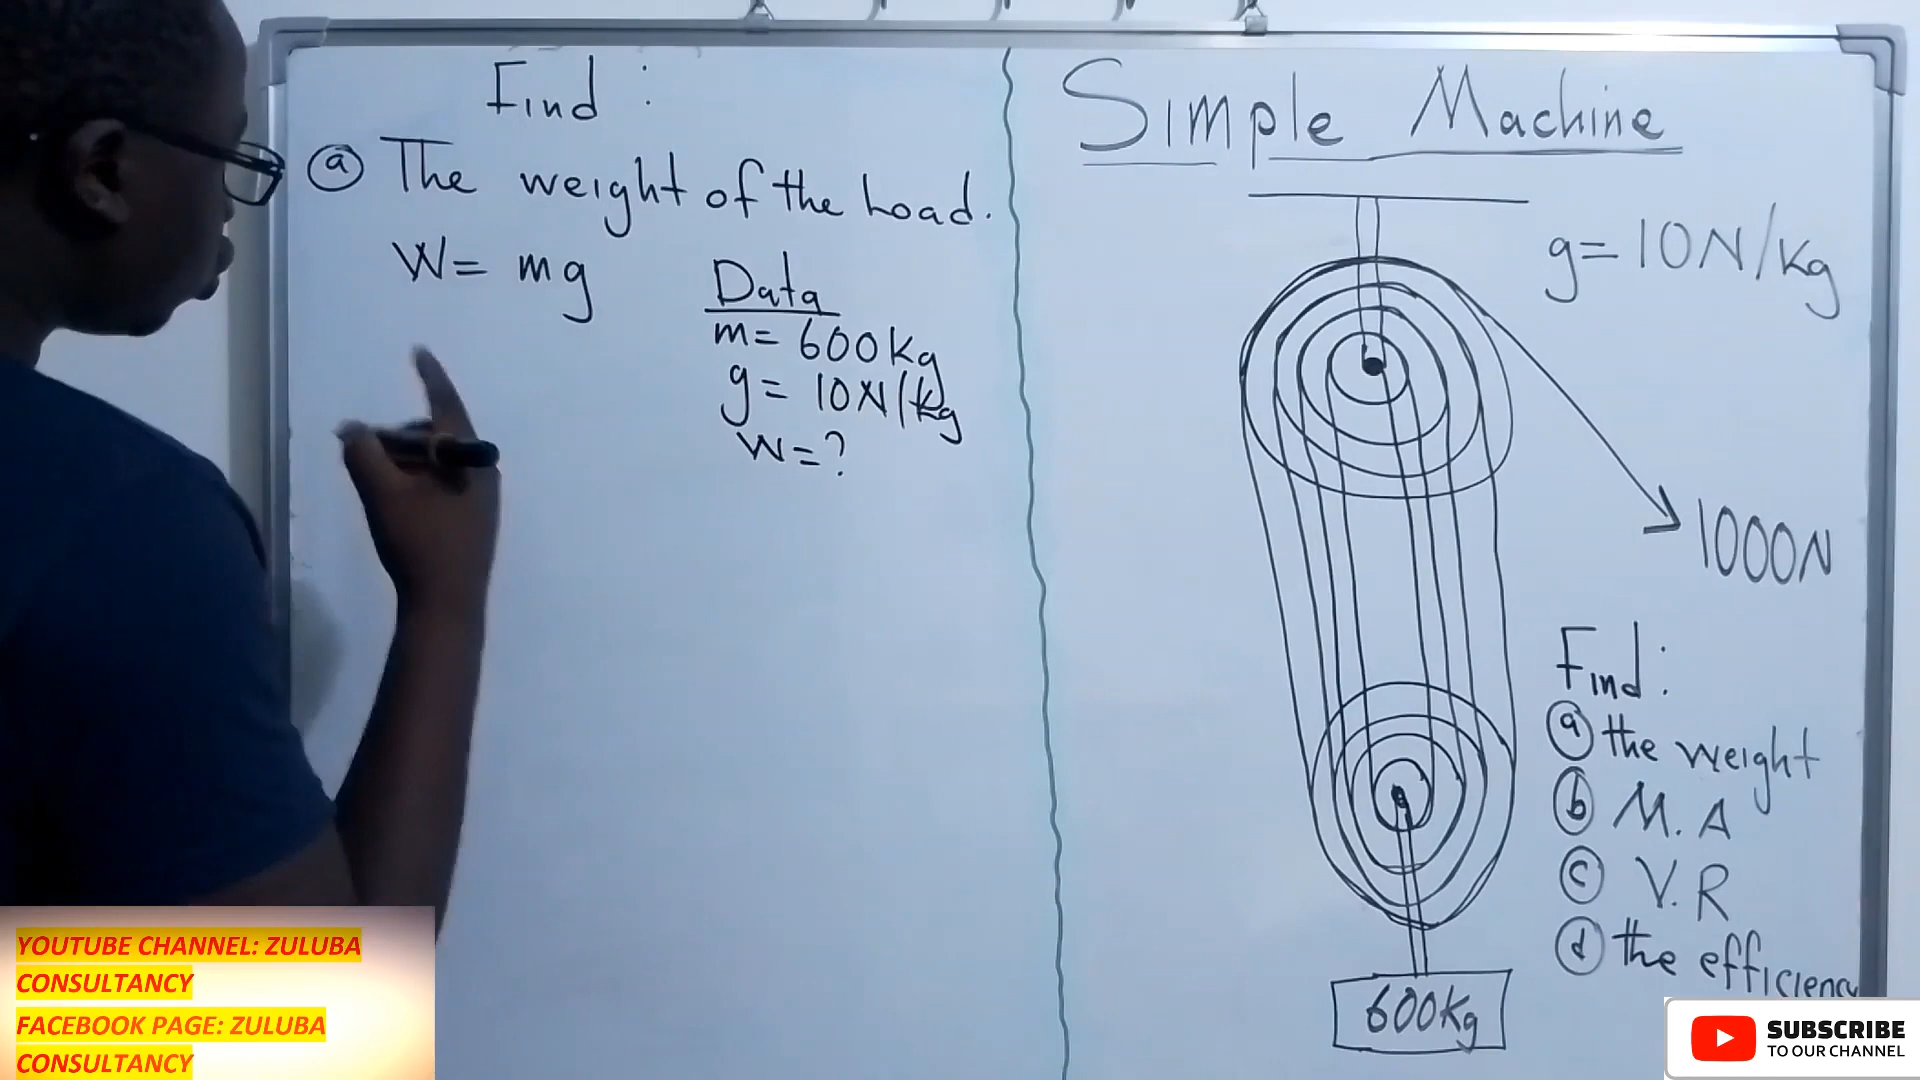 Find :
ⓐ The weight of the Load.
W = mg
Data
m = 600Kg
g = 10N/kg
W = ?
Simple Machine
g = 10N/Kg
1000N
Find :
ⓐ the weight
ⓑ M.A
ⓒ V.R
ⓓ the efficiency
600Kg
YOUTUBE CHANNEL: ZULUBA
CONSULTANCY
FACEBOOK PAGE: ZULUBA
CONSULTANCY
SUBSCRIBE
TO OUR CHANNEL